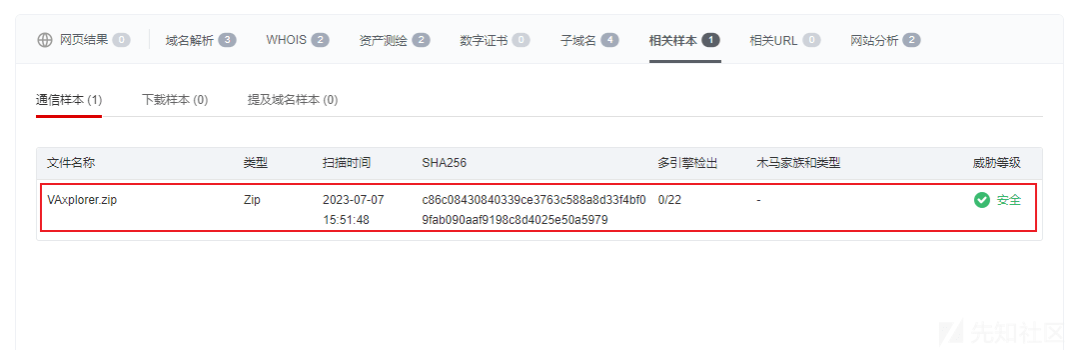 网页结果 0 域名解析 3 WHOIS 2 资产测绘 2 数字证书 0 子域名 4 相关样本 1 相关URL 0 网站分析 2
通信样本 (1) 下载样本 (0) 提及域名样本 (0)
文件名称 类型 扫描时间 SHA256 多引擎检出 木马家族和类型 威胁等级
VAxplorer.zip Zip 2023-07-07 c86c08430840339ce3763c588a8d33f4bf0 0/22 - 安全
15:51:48 9fab090aaf9198c8d4025e50a5979
先知社区